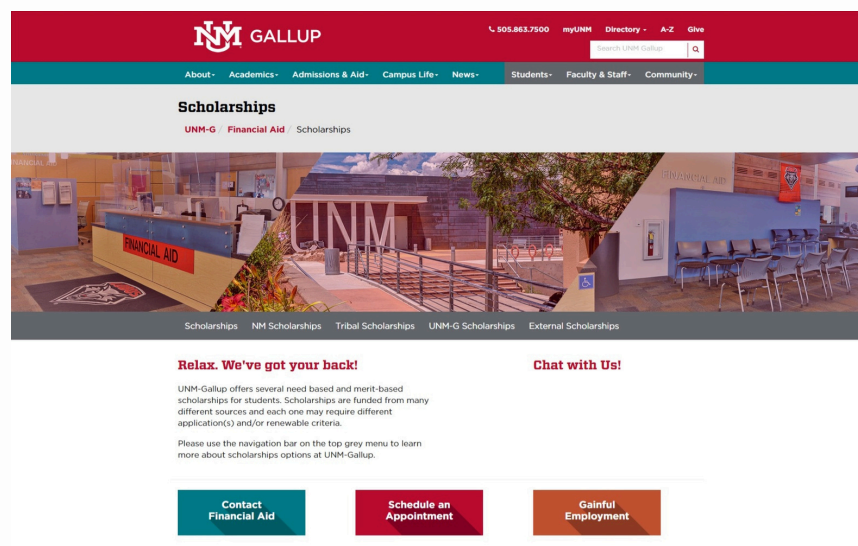 UNM GALLUP
505.863.7500 myUNM Directory A-Z Give
Search UNM Gallup
About Academics Admissions & Aid Campus Life News Students Faculty & Staff Community
Scholarships
UNM-G / Financial Aid / Scholarships
FINANCIAL AID
FINANCIAL AID
UNM
FINANCIAL AID
Scholarships NM Scholarships Tribal Scholarships UNM-G Scholarships External Scholarships
Relax. We've got your back!
UNM-Gallup offers several need based and merit-based
scholarships for students. Scholarships are funded from many
different sources and each one may require different
application(s) and/or renewable criteria.
Please use the navigation bar on the top grey menu to learn
more about scholarships options at UNM-Gallup.
Chat with Us!
Contact
Financial Aid
Schedule an
Appointment
Gainful
Employment